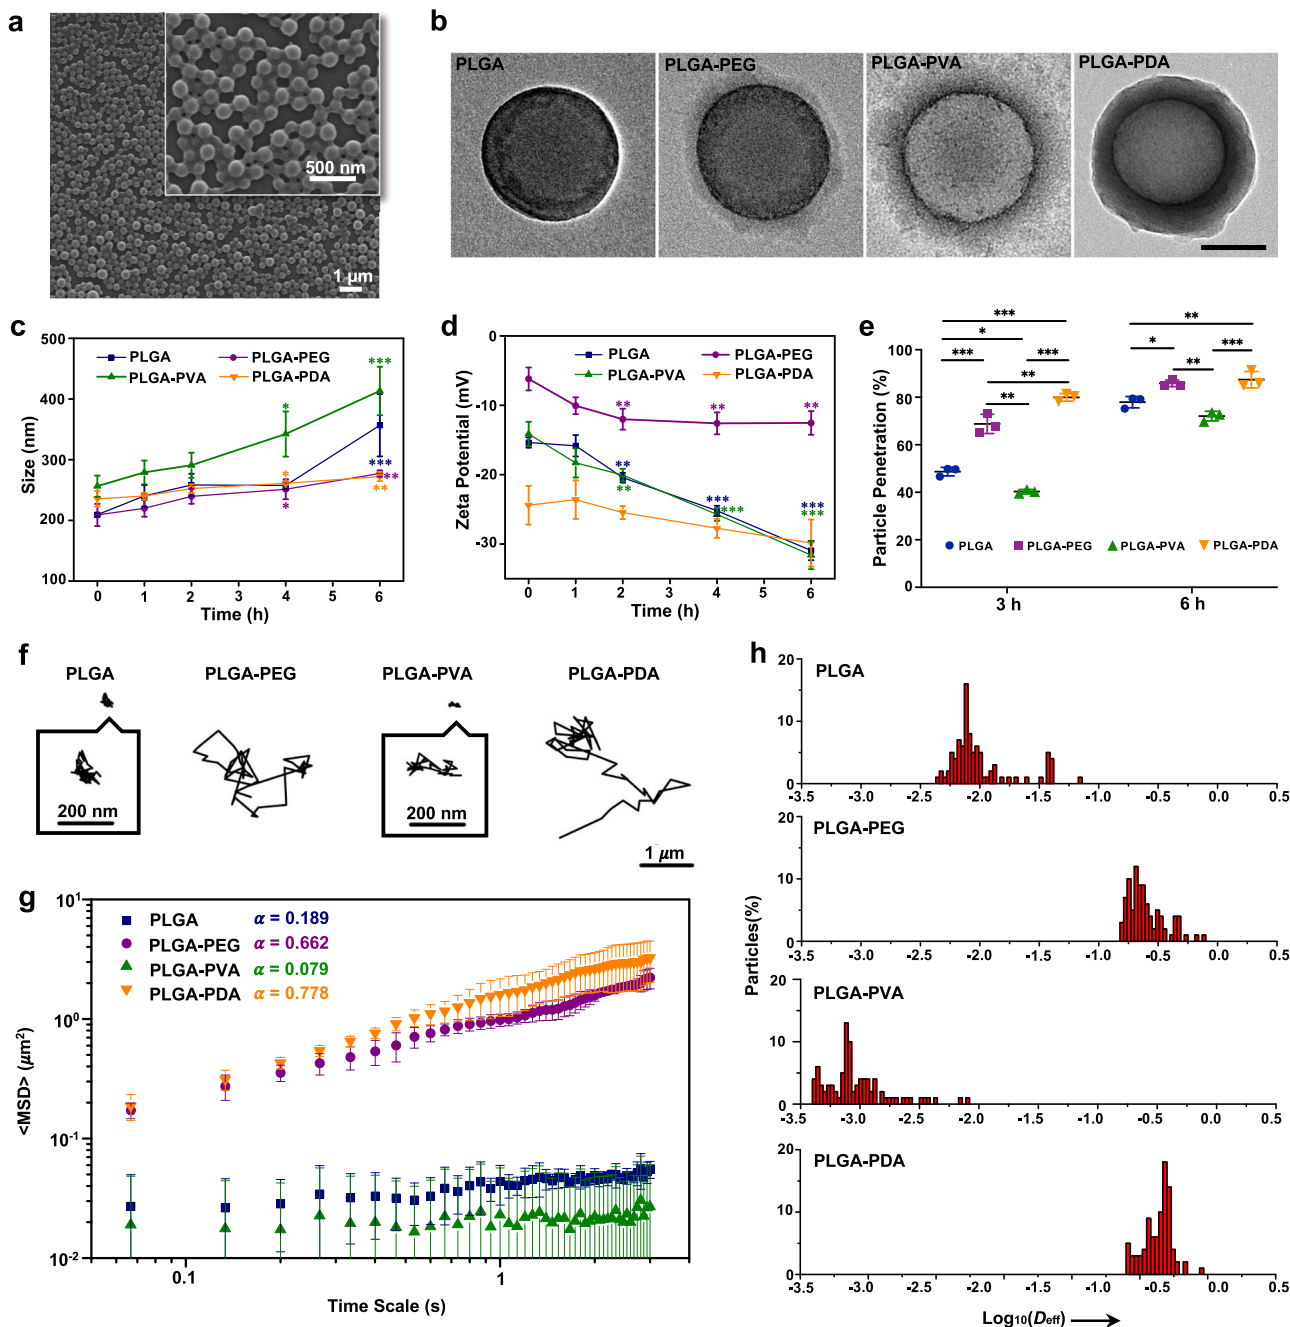 a
500 nm
1 µm
b
PLGA
PLGA-PEG
PLGA-PVA
PLGA-PDA
c
500
400
300
200
100
Size (nm)
PLGA
PLGA-PEG
PLGA-PVA
PLGA-PDA
***
*
*
*
***
**
**
0 1 2 3 4 5 6
Time (h)
d
0
-10
-20
-30
Zeta Potential (mV)
PLGA
PLGA-PEG
PLGA-PVA
PLGA-PDA
** ** **
**
**
***
***
***
***
0 1 2 3 4 5 6
Time (h)
e
100
80
60
40
20
0
Particle Penetration (%)
***
*
*** ***
**
**
**
* ***
**
PLGA PLGA-PEG PLGA-PVA PLGA-PDA
3 h 6 h
f
PLGA
PLGA-PEG
PLGA-PVA
PLGA-PDA
200 nm
200 nm
1 µm
g
10¹
10⁰
10⁻¹
10⁻²
<MSD> (µm²)
PLGA α = 0.189
PLGA-PEG α = 0.662
PLGA-PVA α = 0.079
PLGA-PDA α = 0.778
0.1 1
Time Scale (s)
h
Particles(%)
PLGA
20
15
10
5
0
-3.5 -3.0 -2.5 -2.0 -1.5 -1.0 -0.5 0.0 0.5
PLGA-PEG
20
15
10
5
0
-3.5 -3.0 -2.5 -2.0 -1.5 -1.0 -0.5 0.0 0.5
PLGA-PVA
20
15
10
5
0
-3.5 -3.0 -2.5 -2.0 -1.5 -1.0 -0.5 0.0 0.5
PLGA-PDA
20
15
10
5
0
-3.5 -3.0 -2.5 -2.0 -1.5 -1.0 -0.5 0.0 0.5
Log₁₀(Deff)